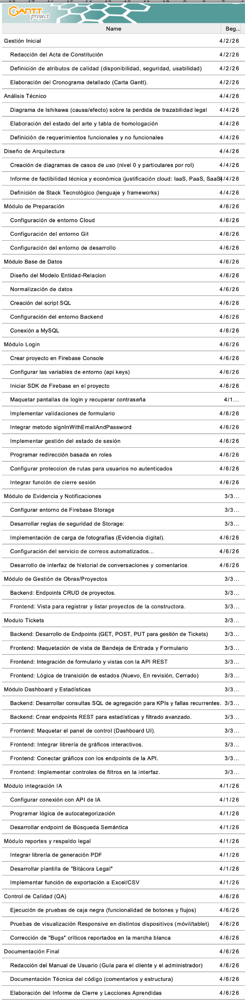 GANTT
project
Name Beg...
Gestión Inicial 4/2/26
Redacción del Acta de Constitución 4/2/26
Definición de atributos de calidad (disponibilidad, seguridad, usabilidad) 4/2/26
Elaboración del Cronograma detallado (Carta Gantt). 4/2/26
Análisis Técnico 4/4/26
Diagrama de Ishikawa (causa/efecto) sobre la perdida de trazabilidad legal 4/4/26
Elaboración del estado del arte y tabla de homologación 4/4/26
Definición de requerimientos funcionales y no funcionales 4/4/26
Diseño de Arquitectura 4/4/26
Creación de diagramas de casos de uso (nivel 0 y particulares por rol) 4/4/26
Informe de factibilidad técnica y económica (justificación cloud: IaaS, PaaS, SaaS) 4/4/26
Definición de Stack Tecnológico (lenguaje y frameworks) 4/4/26
Módulo de Preparación 4/6/26
Configuración de entorno Cloud 4/6/26
Configuración del entorno Git 4/6/26
Configuración del entorno de desarrollo 4/6/26
Módulo Base de Datos 4/6/26
Diseño del Modelo Entidad-Relacion 4/6/26
Normalización de datos 4/6/26
Creación del script SQL 4/6/26
Configuración del entorno Backend 4/6/26
Conexión a MySQL 4/6/26
Módulo Login 4/6/26
Crear proyecto en Firebase Console 4/6/26
Configurar las variables de entorno (api keys) 4/6/26
Iniciar SDK de Firebase en el proyecto 4/6/26
Maquetar pantallas de login y recuperar contraseña 4/1...
Implementar validaciones de formulario 4/6/26
Integrar metodo signInWithEmailAndPassword 4/6/26
Implementar gestión del estado de sesión 4/6/26
Programar redirección basada en roles 4/6/26
Configurar proteccion de rutas para usuarios no autenticados 4/6/26
Integrar función de cierre sesión 4/6/26
Módulo de Evidencia y Notificaciones 3/3...
Configurar entorno de Firebase Storage 3/3...
Desarrollar reglas de seguridad de Storage: 3/3...
Implementación de carga de fotografías (Evidencia digital). 4/6/26
Configuración del servicio de correos automatizados... 4/6/26
Desarrollo de interfaz de historial de conversaciones y comentarios 4/6/26
Módulo de Gestión de Obras/Proyectos 3/3...
Backend: Endpoints CRUD de proyectos. 3/3...
Frontend: Vista para registrar y listar proyectos de la constructora. 3/3...
Modulo Tickets 3/3...
Backend: Desarrollo de Endpoints (GET, POST, PUT para gestión de Tickets) 3/3...
Frontend: Maquetación de vista de Bandeja de Entrada y Formulario 3/3...
Frontend: Integración de formulario y vistas con la API REST 3/3...
Frontend: Lógica de transición de estados (Nuevo, En revisión, Cerrado) 3/3...
Módulo Dashboard y Estadísticas 3/3...
Backend: Desarrollar consultas SQL de agregación para KPIs y fallas recurrentes. 3/3...
Backend: Crear endpoints REST para estadísticas y filtrado avanzado. 3/3...
Frontend: Maquetar el panel de control (Dashboard UI). 3/3...
Frontend: Integrar librería de gráficos interactivos. 3/3...
Frontend: Conectar gráficos con los endpoints de la API. 3/3...
Frontend: Implementar controles de filtros en la interfaz. 3/3...
Módulo integración IA 4/1/26
Configurar conexión con API de IA 4/1/26
Programar lógica de autocategorización 4/1/26
Desarrollar endpoint de Búsqueda Semántica 4/1/26
Módulo reportes y respaldo legal 4/1/26
Integrar librería de generación PDF 4/1/26
Desarrollar plantilla de "Bitácora Legal" 4/1/26
Implementar función de exportación a Excel/CSV 4/1/26
Control de Calidad (QA) 4/6/26
Ejecución de pruebas de caja negra (funcionalidad de botones y flujos) 4/6/26
Pruebas de visualización Responsive en distintos dispositivos (móvil/tablet) 4/6/26
Corrección de "Bugs" críticos reportados en la marcha blanca 4/6/26
Documentación Final 4/6/26
Redacción del Manual de Usuario (Guía para el cliente y el administrador) 4/6/26
Documentación Técnica del código (comentarios y estructura) 4/6/26
Elaboración del Informe de Cierre y Lecciones Aprendidas 4/6/26